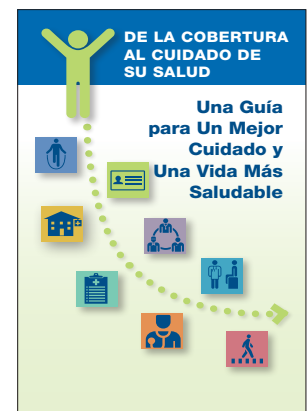 DE LA COBERTURA
AL CUIDADO DE
SU SALUD
Una Guía
para Un Mejor
Cuidado y
Una Vida Más
Saludable